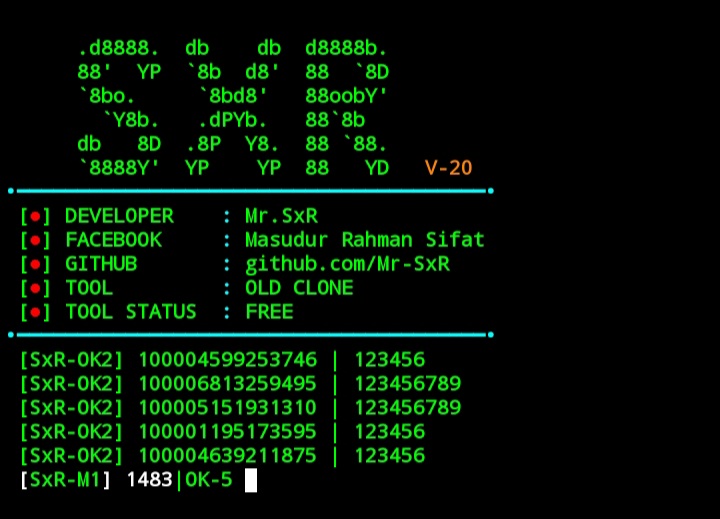 .d8888.  db    db  d8888b.
88'  YP  `8b  d8'  88  `8D
`8bo.     `8bd8'   88oobY'
  `Y8b.   .dPYb.   88`8b
db   8D  .8P  Y8.  88 `88.
`8888Y'  YP    YP  88   YD   V-20
[●] DEVELOPER    : Mr.SxR
[●] FACEBOOK     : Masudur Rahman Sifat
[●] GITHUB       : github.com/Mr-SxR
[●] TOOL         : OLD CLONE
[●] TOOL STATUS  : FREE
[SxR-OK2] 100004599253746 | 123456
[SxR-OK2] 100006813259495 | 123456789
[SxR-OK2] 100005151931310 | 123456789
[SxR-OK2] 100001195173595 | 123456
[SxR-OK2] 100004639211875 | 123456
[SxR-M1] 1483|OK-5